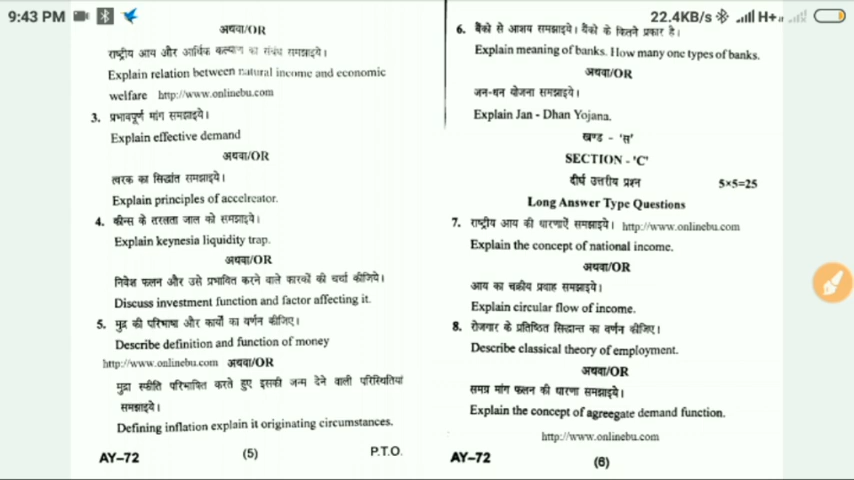 9:43 PM
22.4KB/s
H+
अथवा/OR
राष्ट्रीय आय और आर्थिक कल्याण का संबंध समझाइये।
Explain relation between natural income and economic
welfare http://www.onlinebu.com
3. प्रभावपूर्ण मांग समझाइये।
Explain effective demand
अथवा/OR
त्वरक का सिद्धांत समझाइये।
Explain principles of accelreator.
4. कीन्स के तरलता जाल को समझाइये।
Explain keynesia liquidity trap.
अथवा/OR
निवेश फलन और उसे प्रभावित करने वाले कारकों की चर्चा कीजिये।
Discuss investment function and factor affecting it.
5. मुद्र की परिभाषा और कार्यों का वर्णन कीजिए।
Describe definition and function of money
http://www.onlinebu.com अथवा/OR
मुद्रा स्फीति परिभाषित करते हुए इसकी जन्म देने वाली परिस्थितियां
समझाइये।
Defining inflation explain it originating circumstances.
AY-72 (5) P.T.O.
6. बैंको से आशय समझाइये। बैंको के कितने प्रकार है।
Explain meaning of banks. How many one types of banks.
अथवा/OR
जन-धन योजना समझाइये।
Explain Jan - Dhan Yojana.
खण्ड - 'स'
SECTION - 'C'
दीर्घ उत्तरीय प्रश्न 5×5=25
Long Answer Type Questions
7. राष्ट्रीय आय की धारणाऐं समझाइये। http://www.onlinebu.com
Explain the concept of national income.
अथवा/OR
आय का चक्रीय प्रवाह समझाइये।
Explain circular flow of income.
8. रोजगार के प्रतिष्ठित सिद्धान्त का वर्णन कीजिए।
Describe classical theory of employment.
अथवा/OR
समग्र मांग फलन की धारणा समझाइये।
Explain the concept of agreegate demand function.
http://www.onlinebu.com
AY-72 (6)